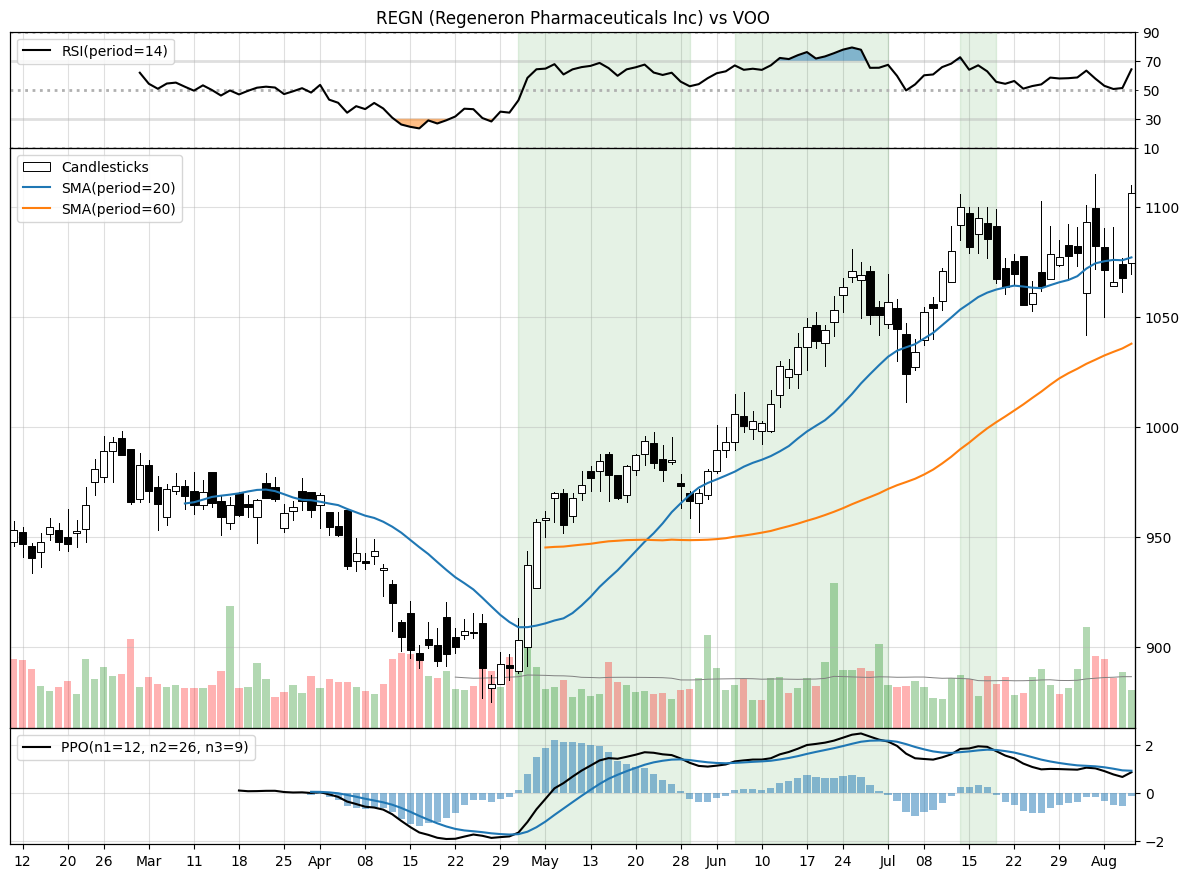 REGN (Regeneron Pharmaceuticals Inc) vs VOO
RSI(period=14)
90
70
50
30
10
Candlesticks
SMA(period=20)
SMA(period=60)
1100
1050
1000
950
900
PPO(n1=12, n2=26, n3=9)
2
0
−2
12 20 26 Mar 11 18 25 Apr 08 15 22 29 May 13 20 28 Jun 10 17 24 Jul 08 15 22 29 Aug